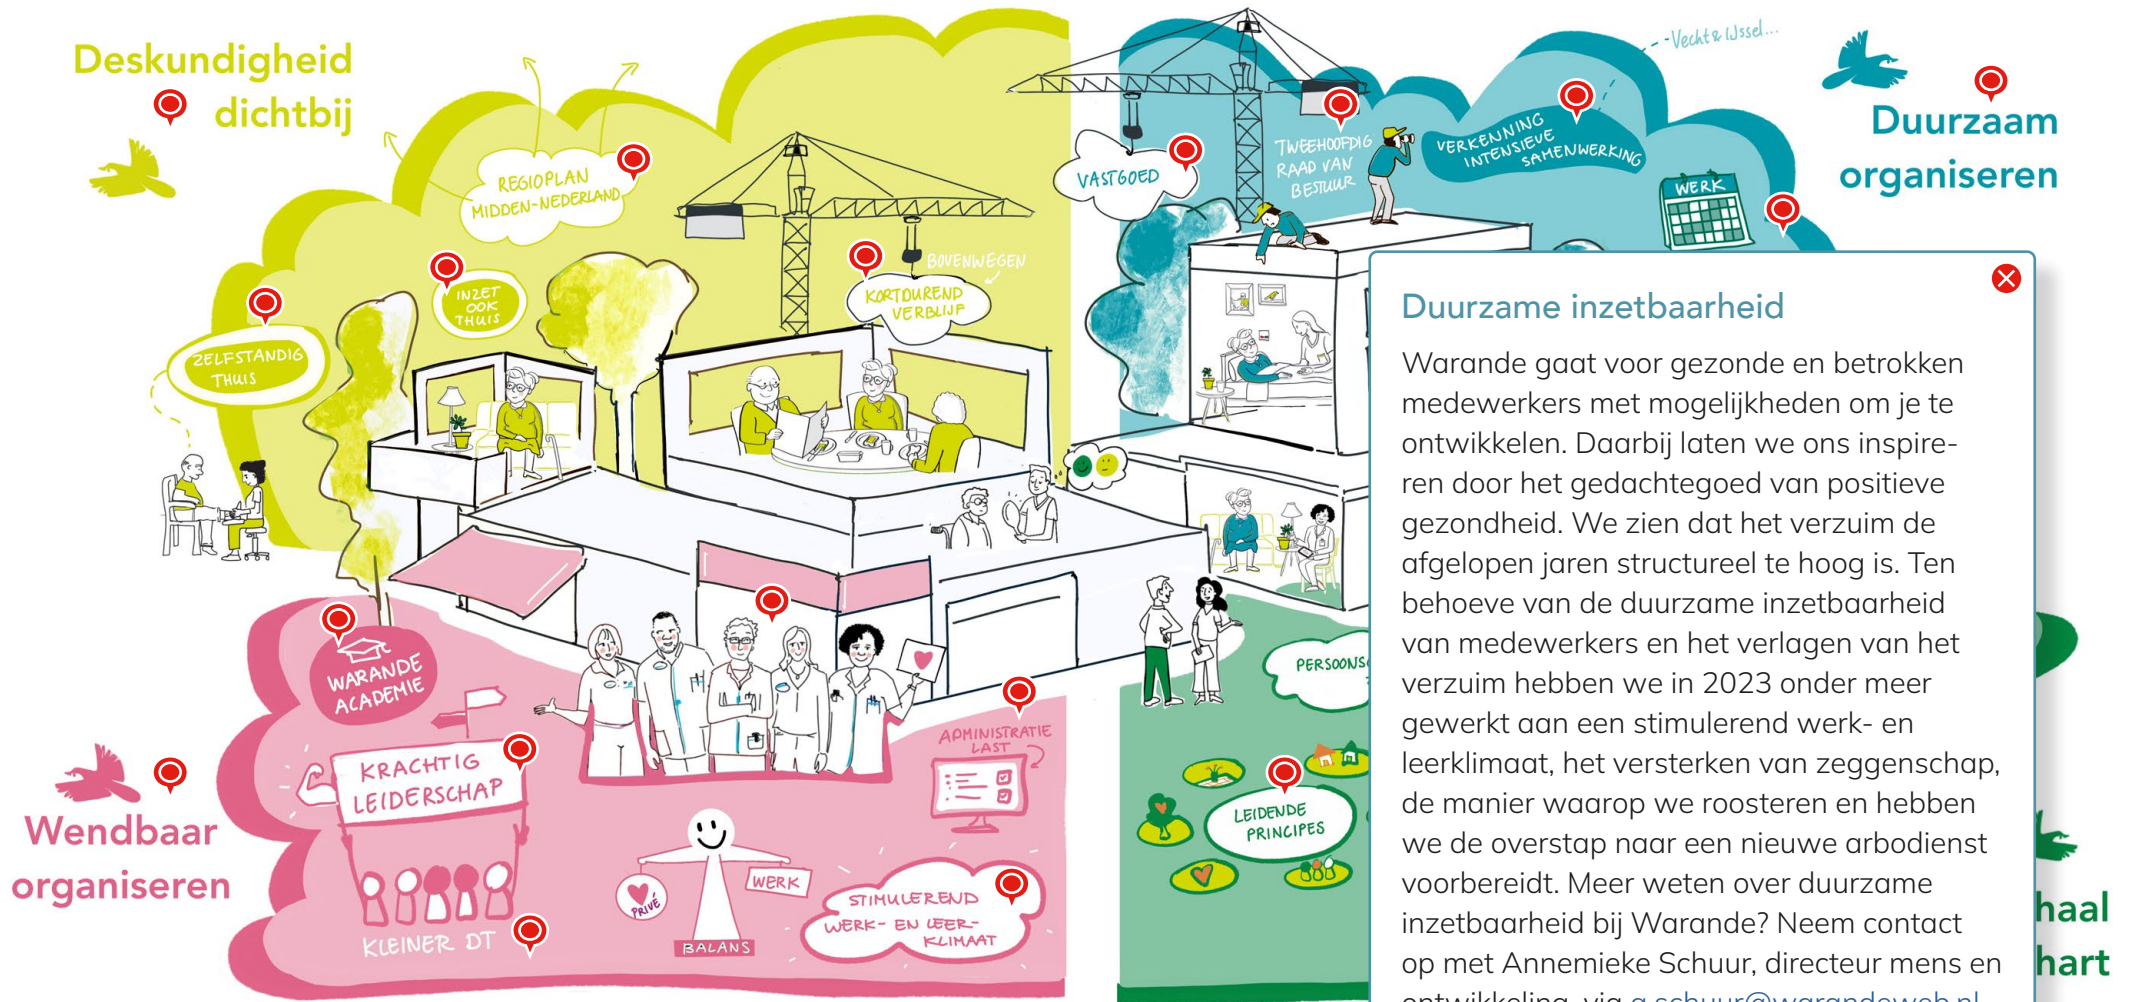 Deskundigheid
dichtbij
REGIOPLAN
MIDDEN-NEDERLAND
INZET
OOK
THUIS
ZELFSTANDIG
THUIS
BOVENWEGEN
KORTDUREND
VERBLIJF
VASTGOED
TWEEHOOFDIG
RAAD VAN
BESTUUR
VERKENNING
INTENSIEVE
SAMENWERKING
Vecht & IJssel...
WERK
Duurzaam
organiseren
Duurzame inzetbaarheid
Warande gaat voor gezonde en betrokken
medewerkers met mogelijkheden om je te
ontwikkelen. Daarbij laten we ons inspire-
ren door het gedachtegoed van positieve
gezondheid. We zien dat het verzuim de
afgelopen jaren structureel te hoog is. Ten
behoeve van de duurzame inzetbaarheid
van medewerkers en het verlagen van het
verzuim hebben we in 2023 onder meer
gewerkt aan een stimulerend werk- en
leerklimaat, het versterken van zeggenschap,
de manier waarop we roosteren en hebben
we de overstap naar een nieuwe arbodienst
voorbereidt. Meer weten over duurzame
inzetbaarheid bij Warande? Neem contact
op met Annemieke Schuur, directeur mens en
ontwikkeling, via a.schuur@warandeweb.nl
WARANDE
ACADEMIE
KRACHTIG
LEIDERSCHAP
KLEINER DT
Wendbaar
organiseren
PRIVÉ
WERK
BALANS
ADMINISTRATIE
LAST
STIMULEREND
WERK- EN LEER-
KLIMAAT
PERSOONS
LEIDENDE
PRINCIPES
haal
hart